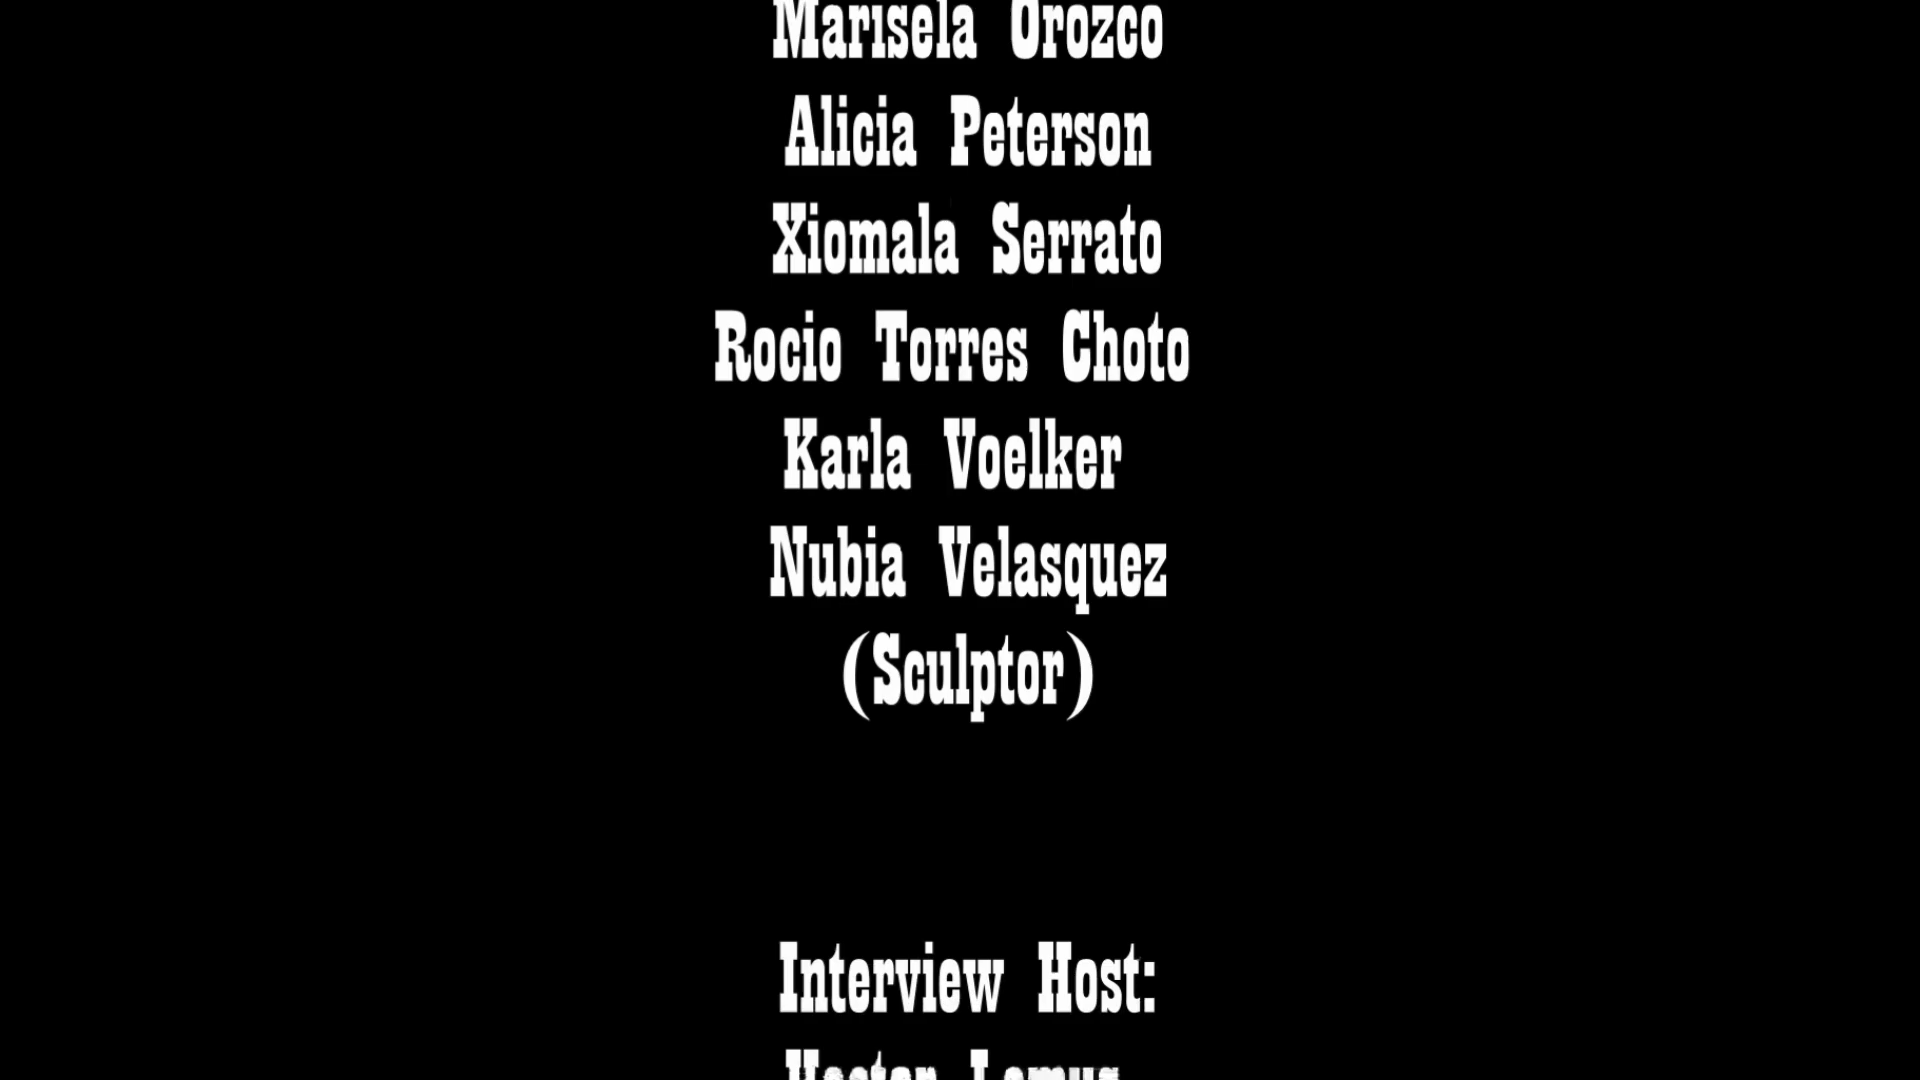 Marisela Orozco
Alicia Peterson
Xiomala Serrato
Rocio Torres Choto
Karla Voelker
Nubia Velasquez
(Sculptor)
Interview Host: